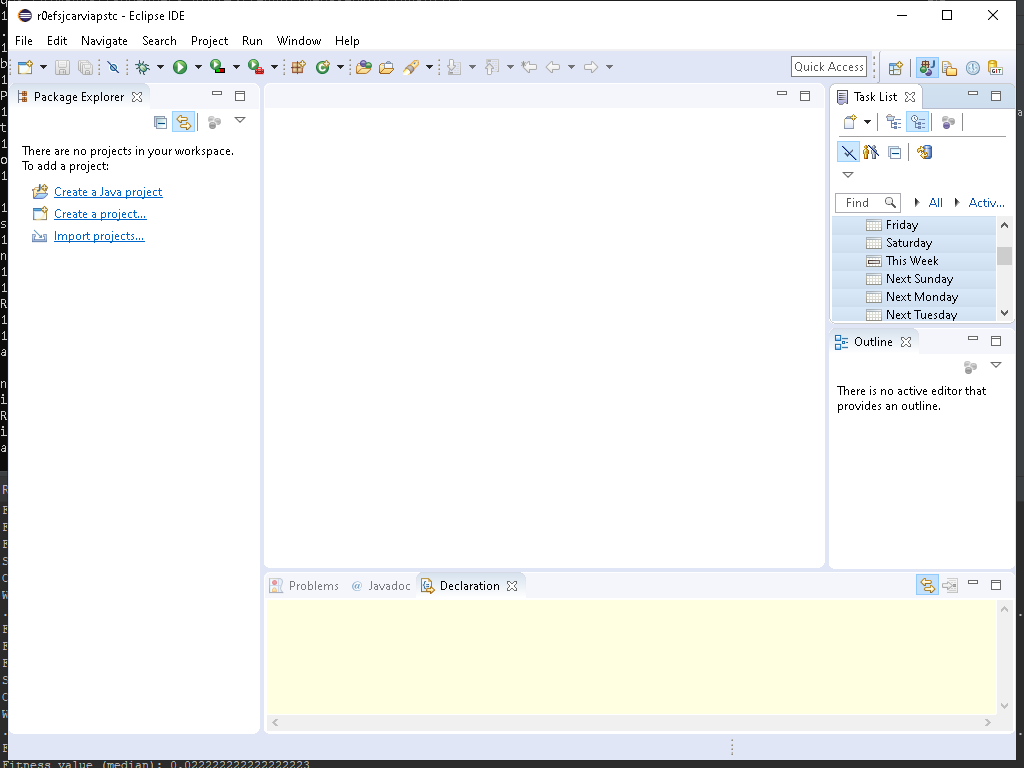 r0efsjcarviapstc - Eclipse IDE
File Edit Navigate Search Project Run Window Help
Quick Access
Package Explorer
There are no projects in your workspace.
To add a project:
Create a Java project
Create a project...
Import projects...
Task List
Find All Activ...
Friday
Saturday
This Week
Next Sunday
Next Monday
Next Tuesday
Outline
There is no active editor that
provides an outline.
Problems @ Javadoc Declaration
Fitness value (median): 0.022222222222222223